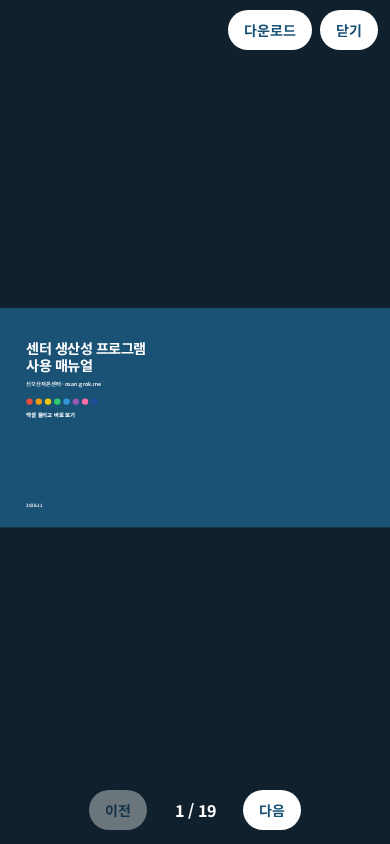 다운로드 닫기
센터 생산성 프로그램
사용 매뉴얼
엑셀 올리고 바로 보기
이전 1 / 19 다음